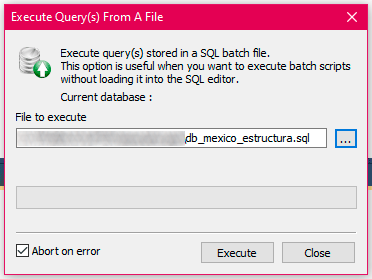 Execute Query(s) From A File
Execute query(s) stored in a SQL batch file.
This option is useful when you want to execute batch scripts
without loading it into the SQL editor.
Current database :
File to execute
db_mexico_estructura.sql
...
Abort on error
Execute
Close